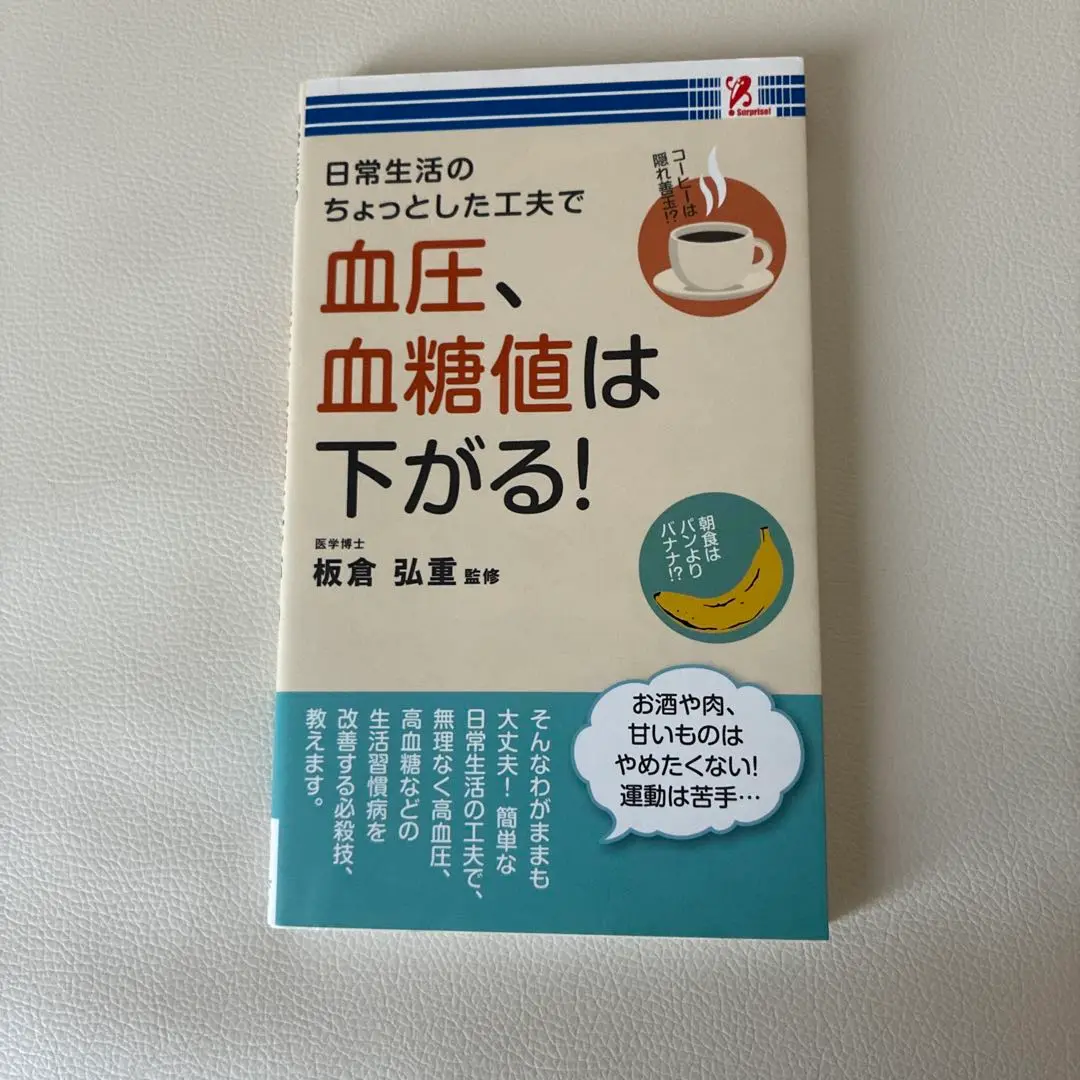 Surprise!
日常生活の
ちょっとした工夫で
血圧、
血糖値は
下がる!
コーヒーは
隠れ善玉!?
医学博士
板倉 弘重 監修
朝食は
パンより
バナナ!?
お酒や肉、
甘いものは
やめたくない!
運動は苦手…
そんなわがままも
大丈夫! 簡単な
日常生活の工夫で、
無理なく高血圧、
高血糖などの
生活習慣病を
改善する必殺技、
教えます。